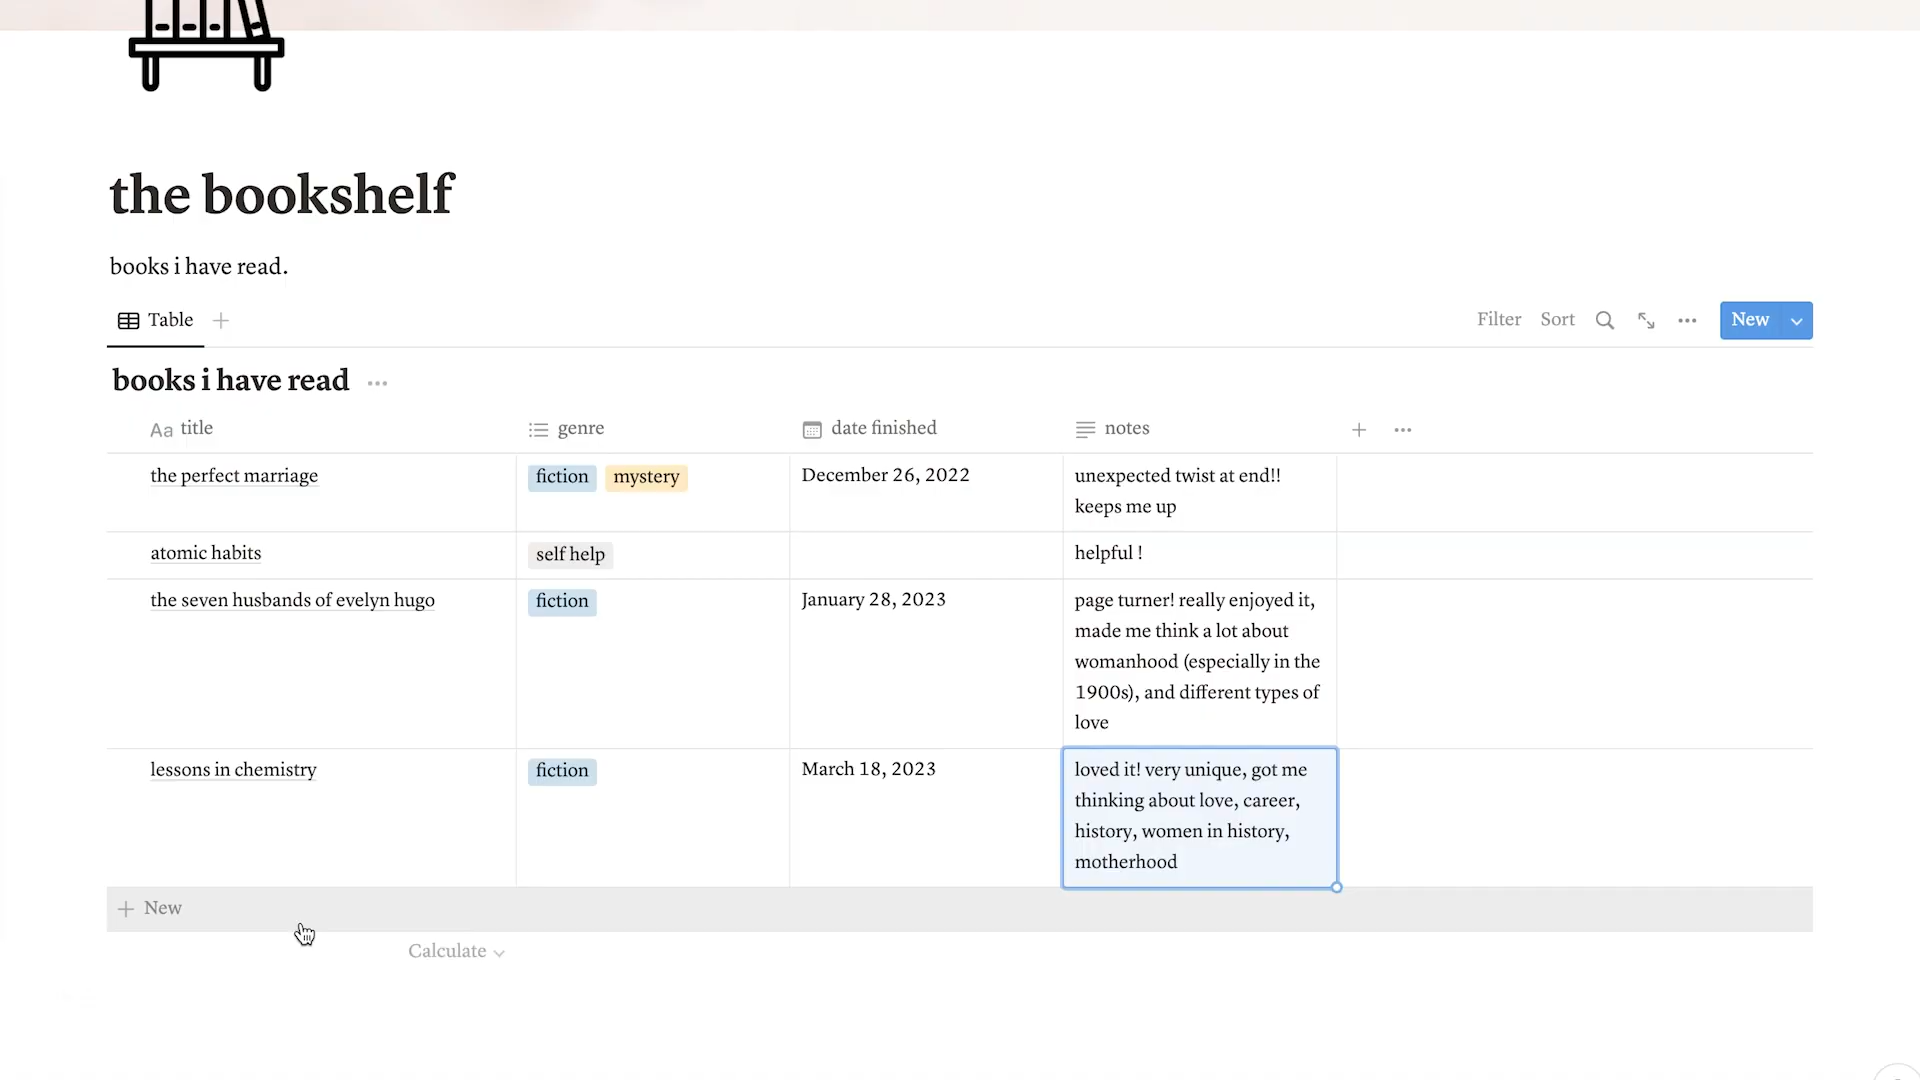 the bookshelf
books i have read.
Table
Filter Sort New
books i have read
Aa title genre date finished notes
the perfect marriage fiction mystery December 26, 2022 unexpected twist at end!!
keeps me up
atomic habits self help helpful !
the seven husbands of evelyn hugo fiction January 28, 2023 page turner! really enjoyed it,
made me think a lot about
womanhood (especially in the
1900s), and different types of
love
lessons in chemistry fiction March 18, 2023 loved it! very unique, got me
thinking about love, career,
history, women in history,
motherhood
New
Calculate